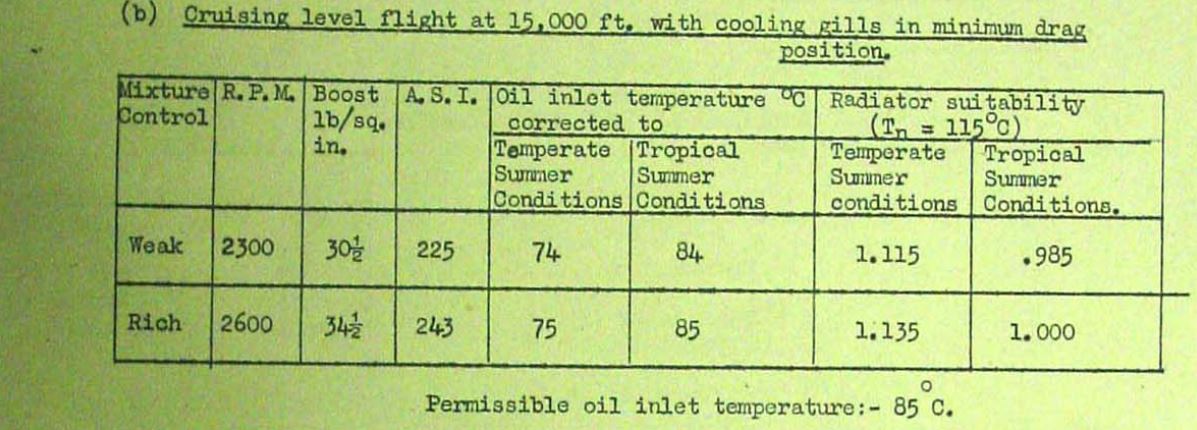 (b) Cruising level flight at 15,000 ft. with cooling gills in minimum drag
position.
Mixture R.P.M. Boost A.S.I. Oil inlet temperature °C Radiator suitability
Control lb/sq. corrected to (Tn = 115°C)
in. Temperate Tropical Temperate Tropical
Summer Summer Summer Summer
Conditions Conditions conditions Conditions.
Weak 2300 30½ 225 74 84 1.115 .985
Rich 2600 34½ 243 75 85 1.135 1.000
Permissible oil inlet temperature:- 85°C.